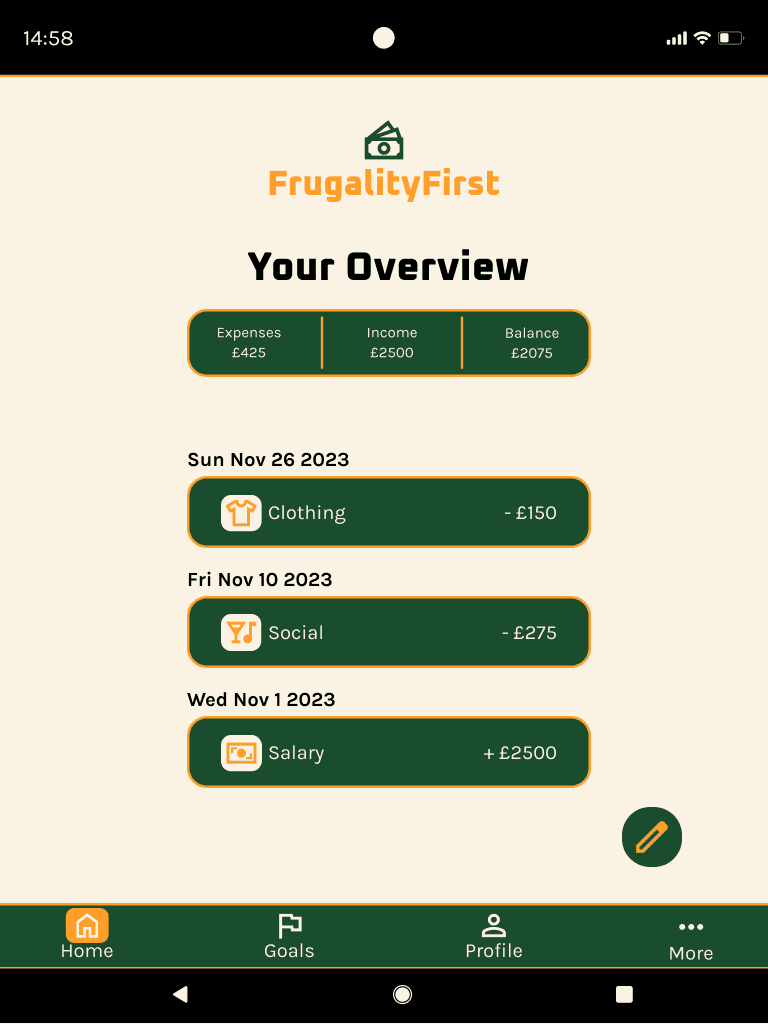 14:58
FrugalityFirst
Your Overview
Expenses Income Balance
£425 £2500 £2075
Sun Nov 26 2023
Clothing - £150
Fri Nov 10 2023
Social - £275
Wed Nov 1 2023
Salary + £2500
Home Goals Profile More